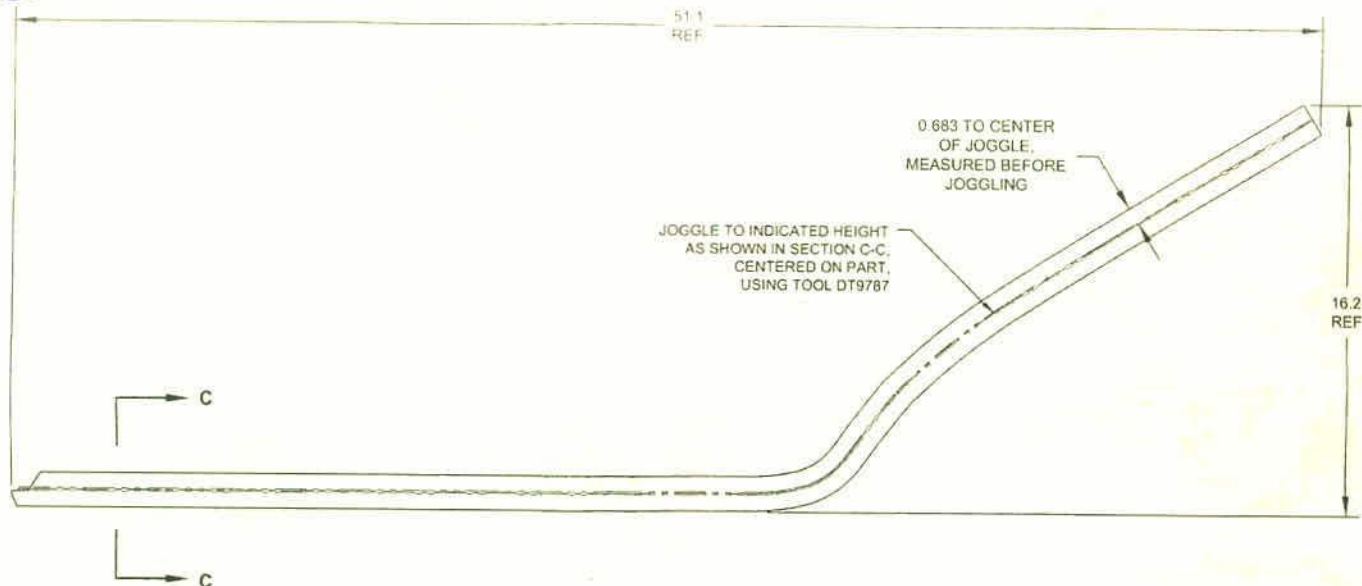 51.1
REF
0.683 TO CENTER
OF JOGGLE,
MEASURED BEFORE
JOGGLING
JOGGLE TO INDICATED HEIGHT
AS SHOWN IN SECTION C-C,
CENTERED ON PART,
USING TOOL DT9787
16.2
REF
C
C